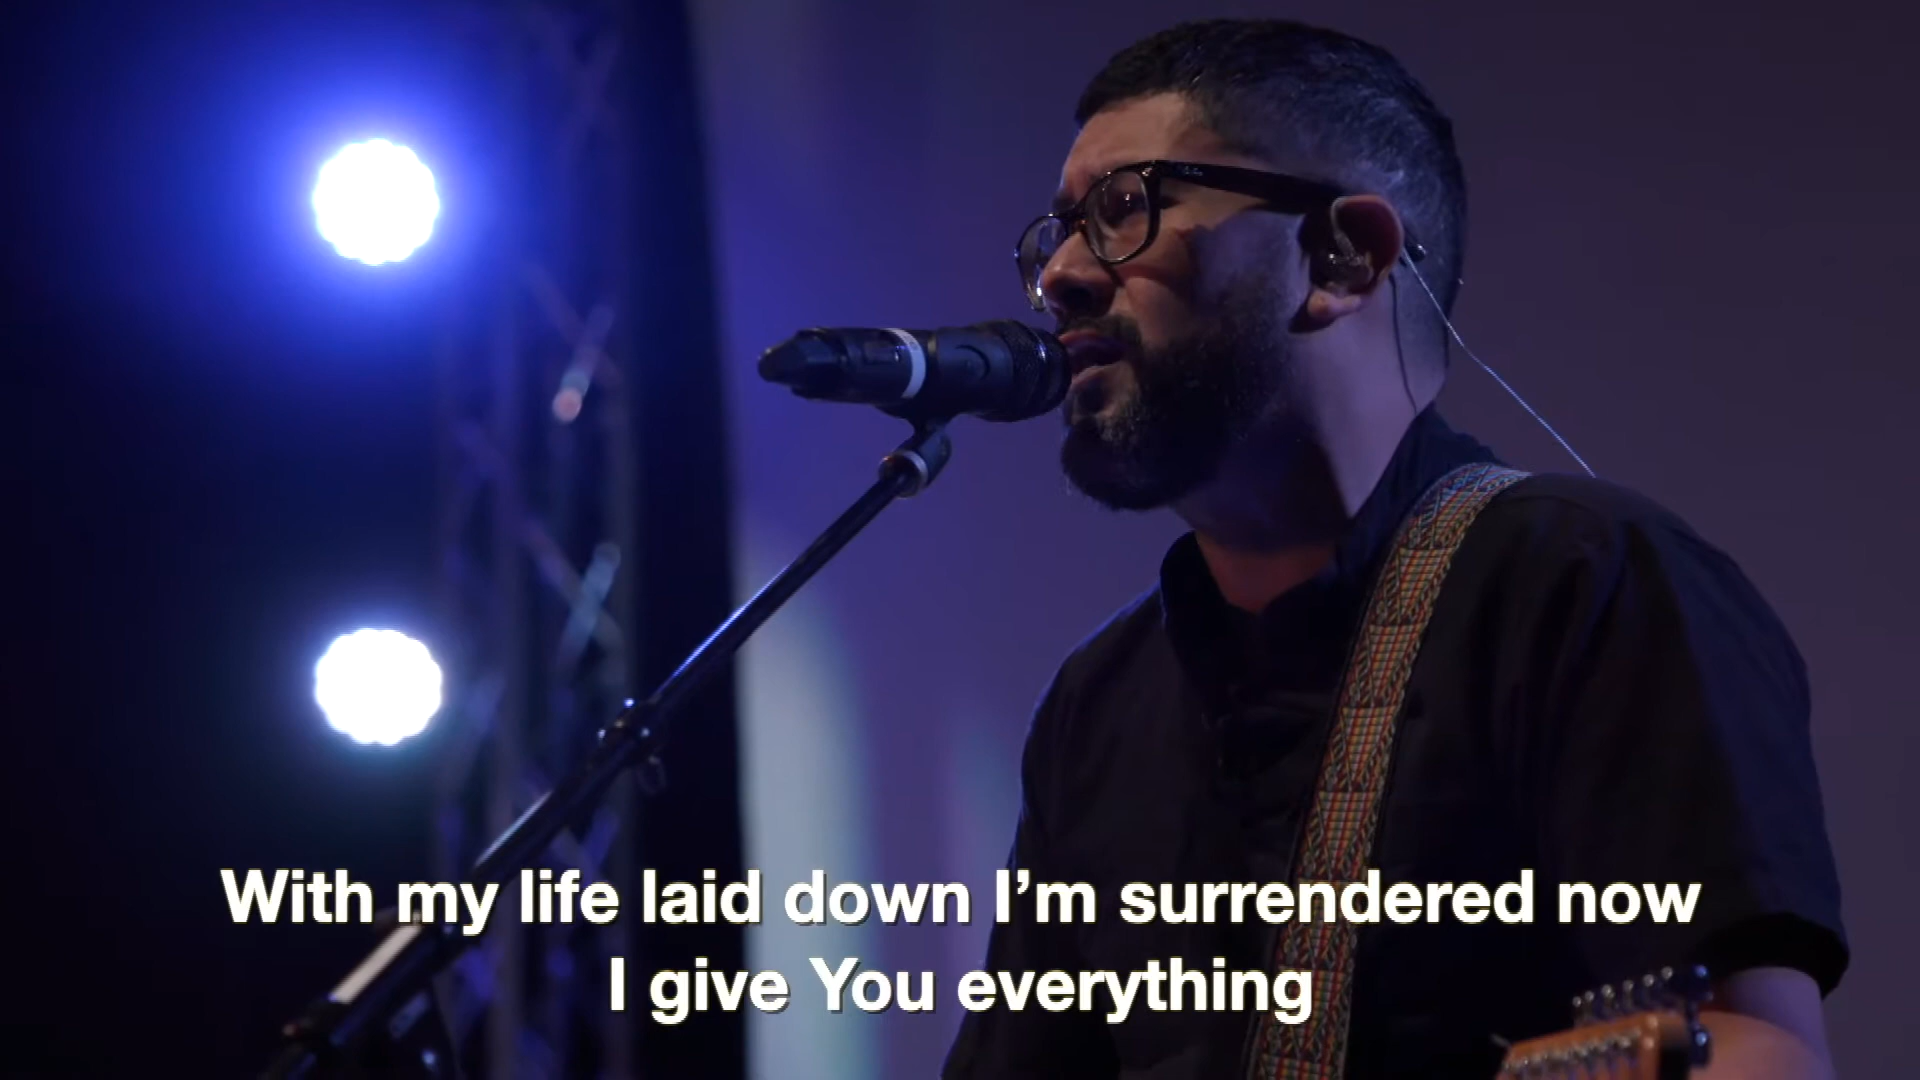 With my life laid down I’m surrendered now
I give You everything